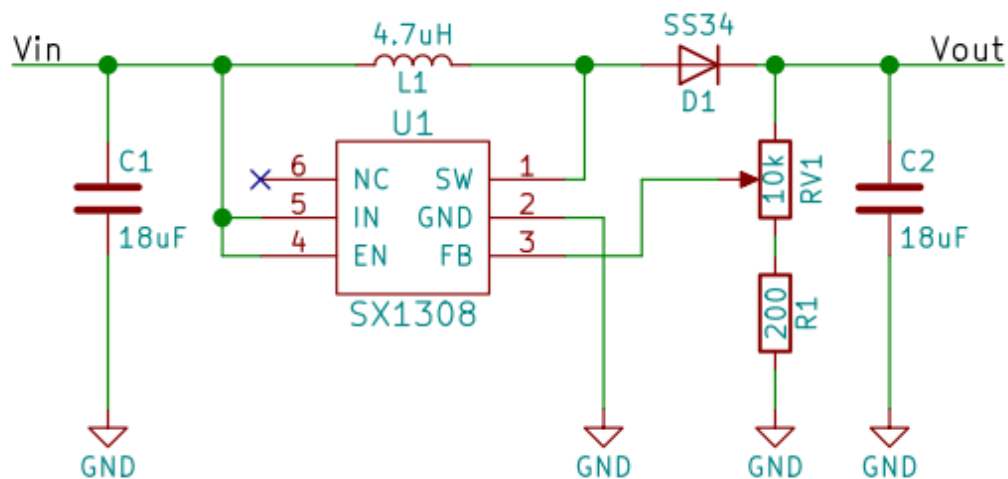 Vin
4.7uH
L1
SS34
D1
Vout
U1
C1
18uF
6 NC SW 1
5 IN GND 2
4 EN FB 3
SX1308
10k
RV1
200
R1
C2
18uF
GND
GND
GND
GND